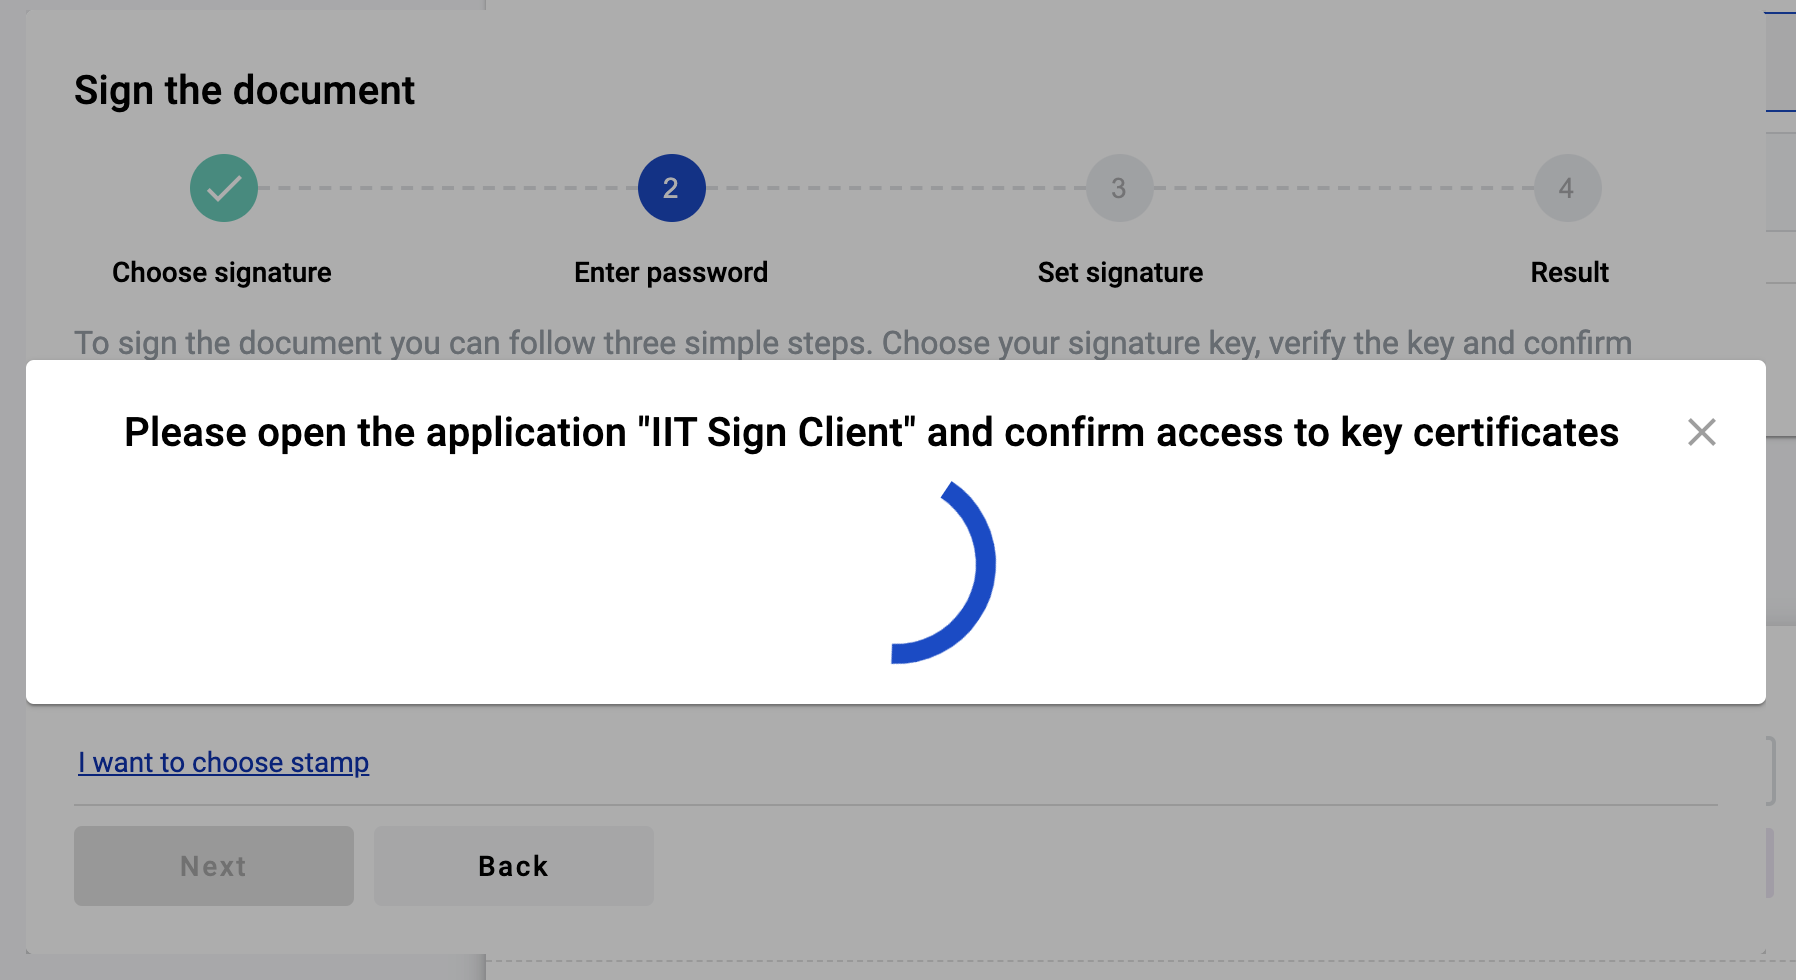 Sign the document
2
3
4
Choose signature
Enter password
Set signature
Result
To sign the document you can follow three simple steps. Choose your signature key, verify the key and confirm
Please open the application "IIT Sign Client" and confirm access to key certificates
I want to choose stamp
Next
Back